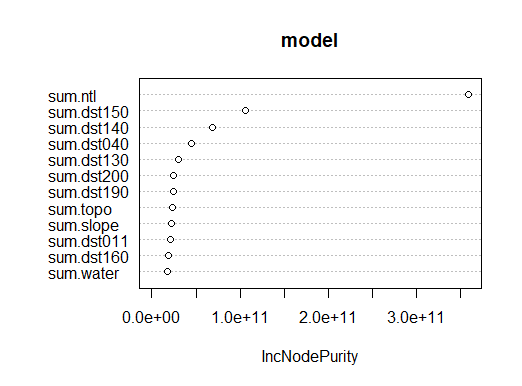 model
sum.ntl
sum.dst150
sum.dst140
sum.dst040
sum.dst130
sum.dst200
sum.dst190
sum.topo
sum.slope
sum.dst011
sum.dst160
sum.water
0.0e+00 1.0e+11 2.0e+11 3.0e+11
IncNodePurity